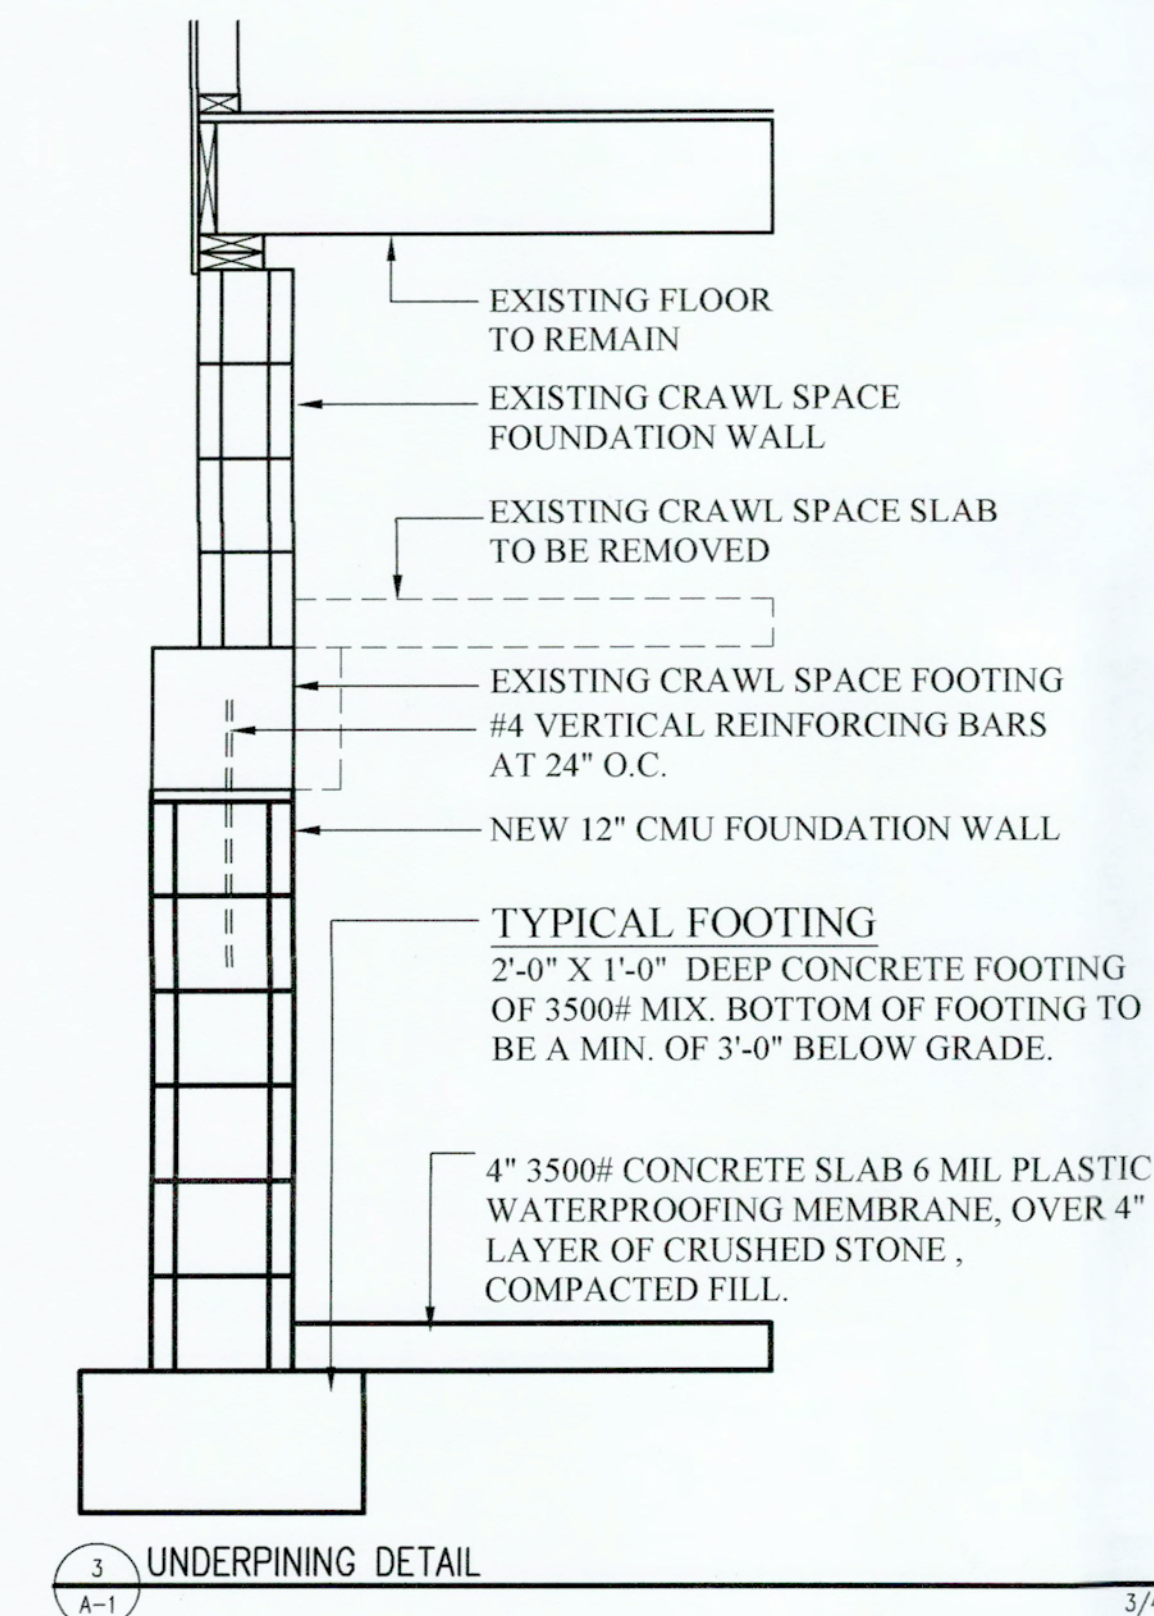 EXISTING FLOOR
TO REMAIN
EXISTING CRAWL SPACE
FOUNDATION WALL
EXISTING CRAWL SPACE SLAB
TO BE REMOVED
EXISTING CRAWL SPACE FOOTING
#4 VERTICAL REINFORCING BARS
AT 24" O.C.
NEW 12" CMU FOUNDATION WALL
TYPICAL FOOTING
2'-0" X 1'-0" DEEP CONCRETE FOOTING
OF 3500# MIX. BOTTOM OF FOOTING TO
BE A MIN. OF 3'-0" BELOW GRADE.
4" 3500# CONCRETE SLAB 6 MIL PLASTIC
WATERPROOFING MEMBRANE, OVER 4"
LAYER OF CRUSHED STONE ,
COMPACTED FILL.
3 UNDERPINING DETAIL
A-1